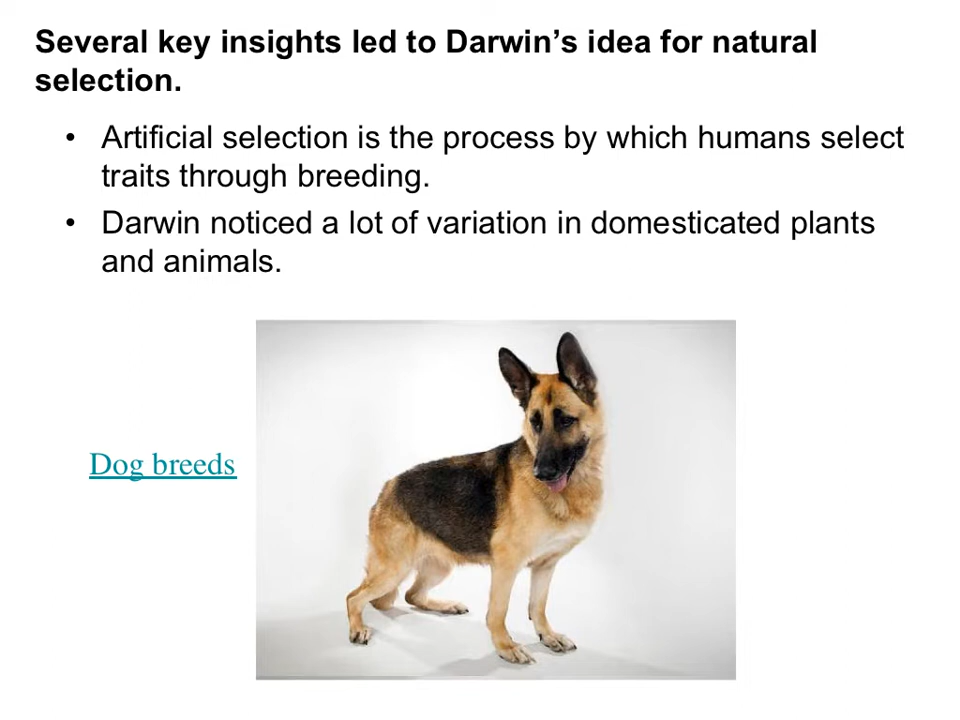 Several key insights led to Darwin’s idea for natural
selection.
• Artificial selection is the process by which humans select
traits through breeding.
• Darwin noticed a lot of variation in domesticated plants
and animals.
Dog breeds